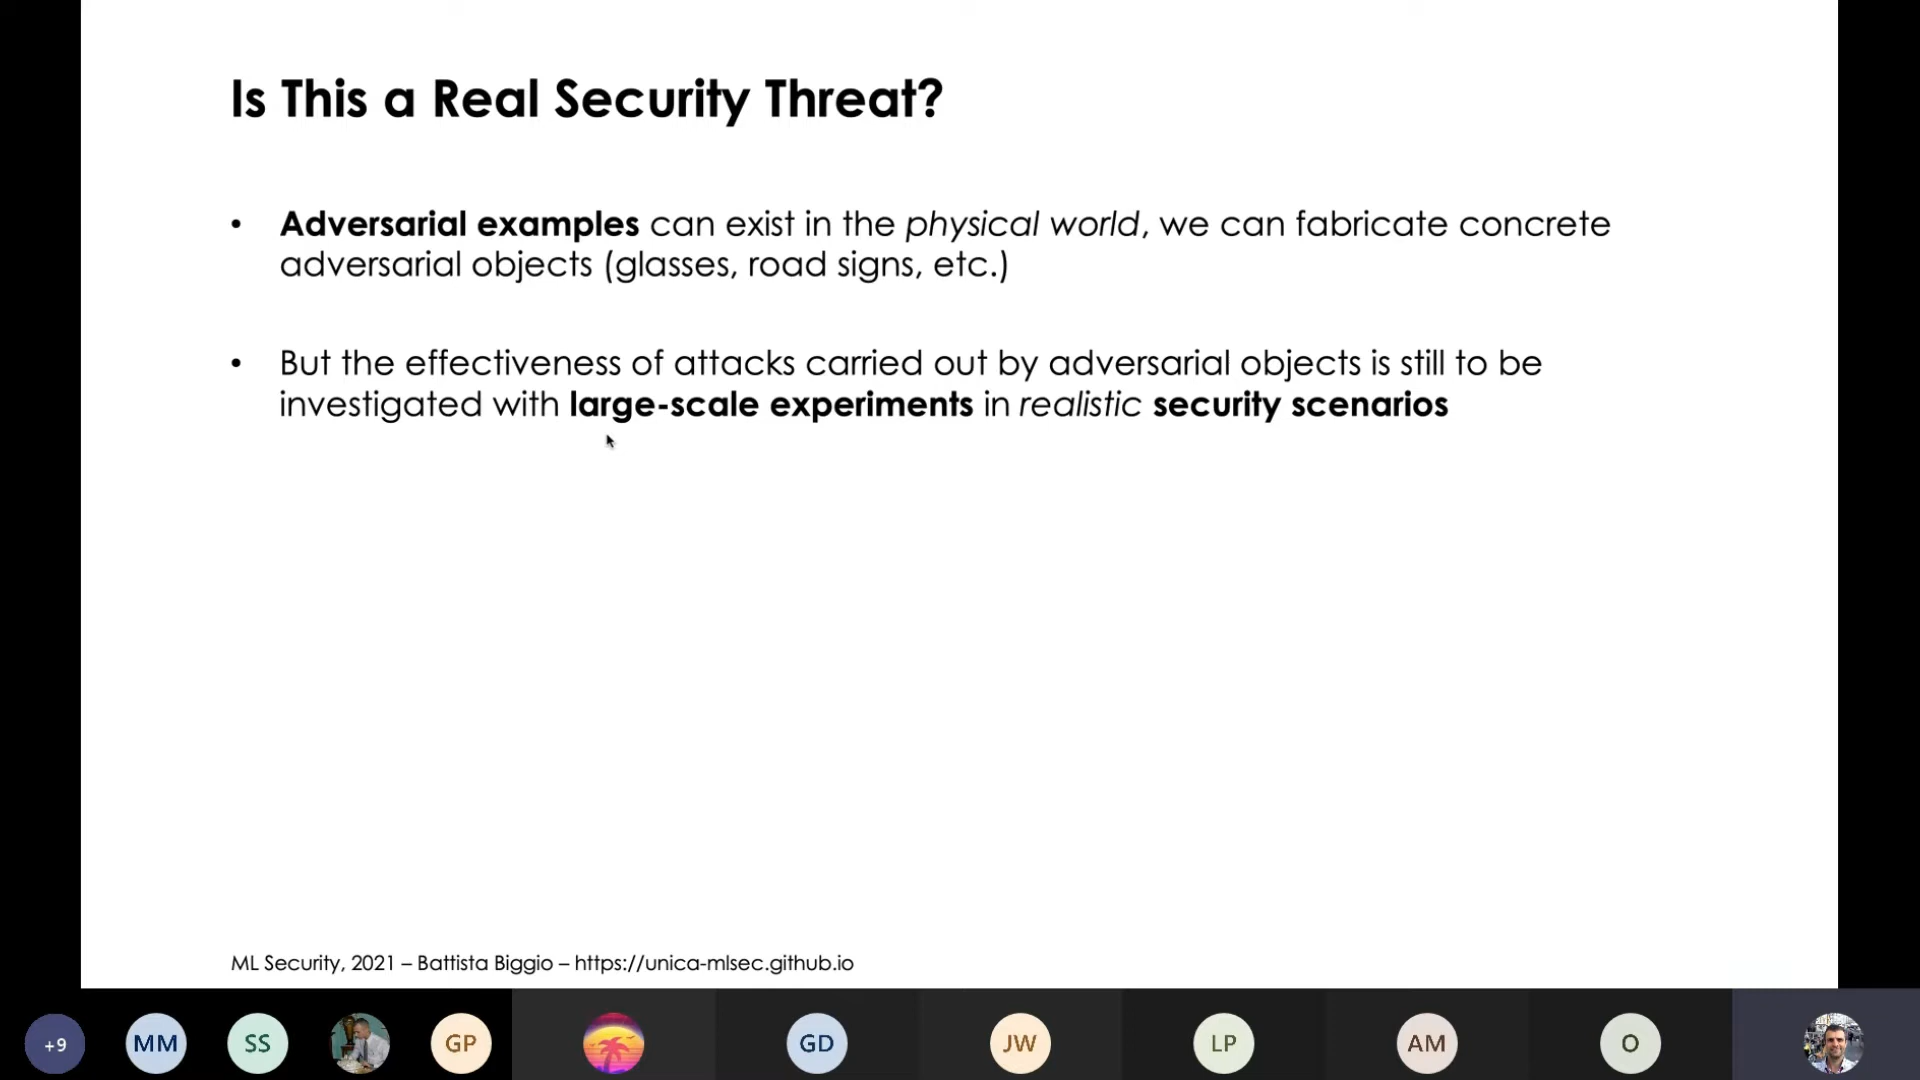 Is This a Real Security Threat?
• Adversarial examples can exist in the physical world, we can fabricate concrete
adversarial objects (glasses, road signs, etc.)
• But the effectiveness of attacks carried out by adversarial objects is still to be
investigated with large-scale experiments in realistic security scenarios
ML Security, 2021 – Battista Biggio – https://unica-mlsec.github.io
+9 MM SS GP GD JW LP AM O